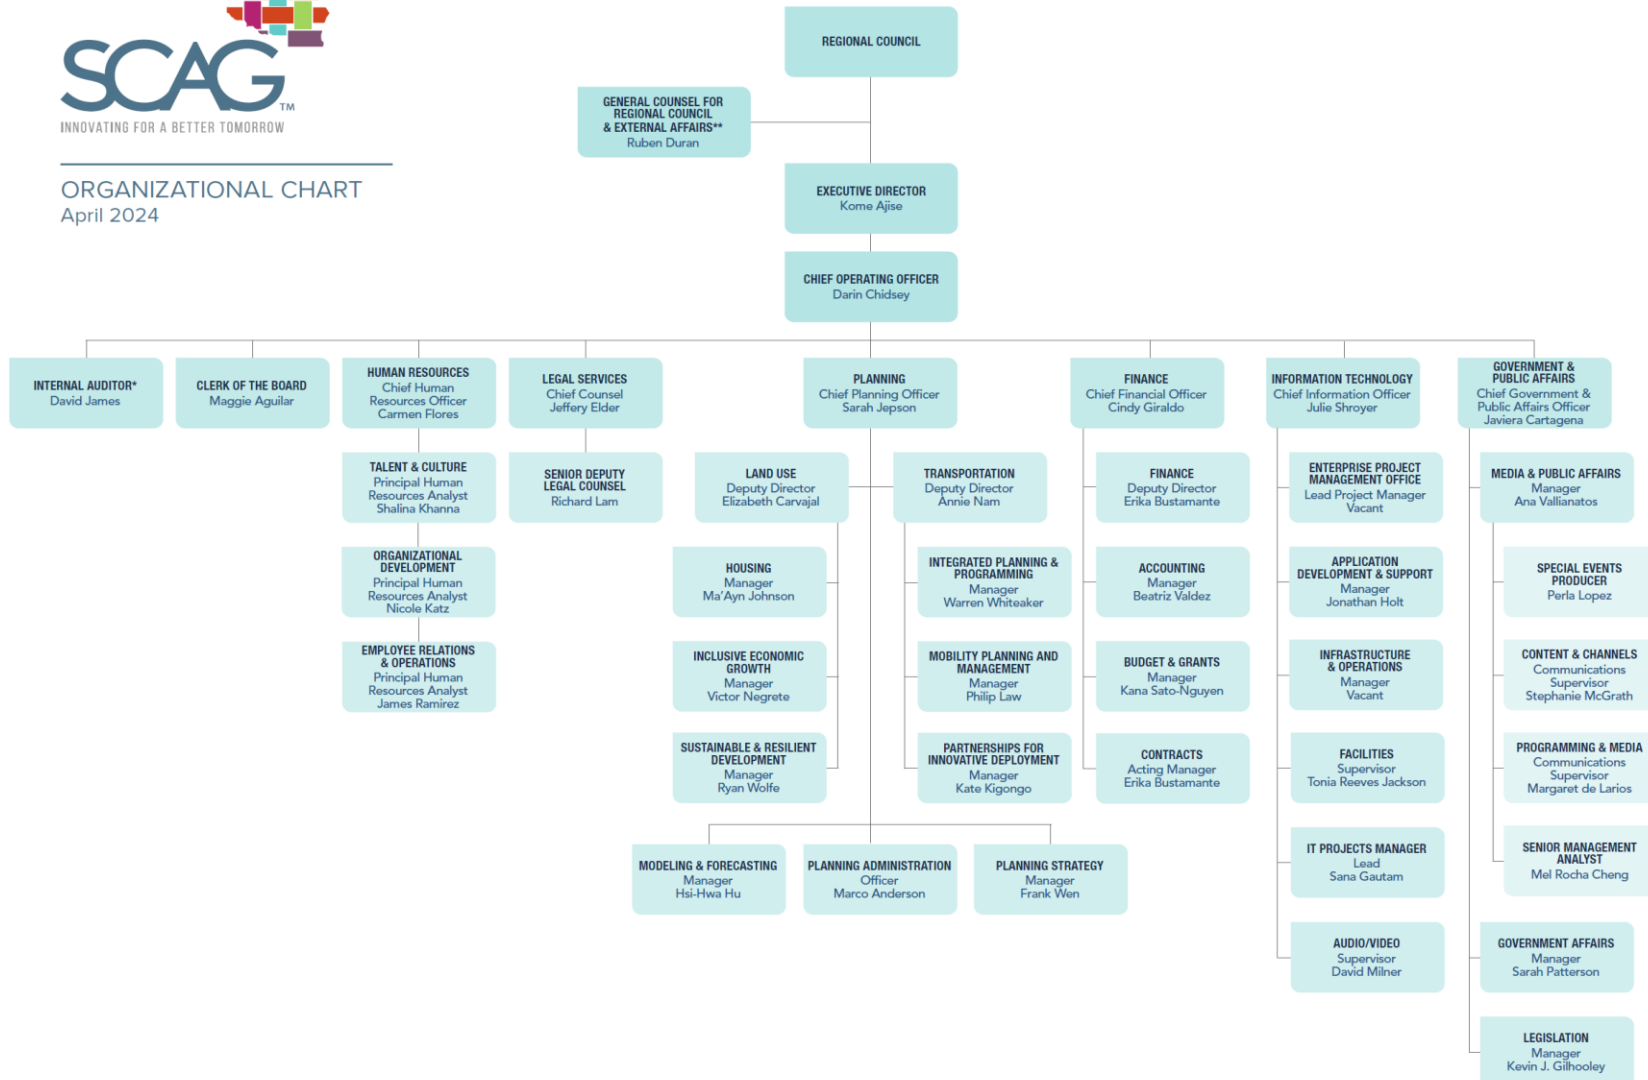 SCAG™
INNOVATING FOR A BETTER TOMORROW
ORGANIZATIONAL CHART
April 2024
REGIONAL COUNCIL
GENERAL COUNSEL FOR
REGIONAL COUNCIL
& EXTERNAL AFFAIRS**
Ruben Duran
EXECUTIVE DIRECTOR
Kome Ajise
CHIEF OPERATING OFFICER
Darin Chidsey
INTERNAL AUDITOR*
David James
CLERK OF THE BOARD
Maggie Aguilar
HUMAN RESOURCES
Chief Human
Resources Officer
Carmen Flores
TALENT & CULTURE
Principal Human
Resources Analyst
Shalina Khanna
ORGANIZATIONAL
DEVELOPMENT
Principal Human
Resources Analyst
Nicole Katz
EMPLOYEE RELATIONS
& OPERATIONS
Principal Human
Resources Analyst
James Ramirez
LEGAL SERVICES
Chief Counsel
Jeffery Elder
SENIOR DEPUTY
LEGAL COUNSEL
Richard Lam
PLANNING
Chief Planning Officer
Sarah Jepson
LAND USE
Deputy Director
Elizabeth Carvajal
HOUSING
Manager
Ma'Ayn Johnson
INCLUSIVE ECONOMIC
GROWTH
Manager
Victor Negrete
SUSTAINABLE & RESILIENT
DEVELOPMENT
Manager
Ryan Wolfe
TRANSPORTATION
Deputy Director
Annie Nam
INTEGRATED PLANNING &
PROGRAMMING
Manager
Warren Whiteaker
MOBILITY PLANNING AND
MANAGEMENT
Manager
Philip Law
PARTNERSHIPS FOR
INNOVATIVE DEPLOYMENT
Manager
Kate Kigongo
MODELING & FORECASTING
Manager
Hsi-Hwa Hu
PLANNING ADMINISTRATION
Officer
Marco Anderson
PLANNING STRATEGY
Manager
Frank Wen
FINANCE
Chief Financial Officer
Cindy Giraldo
FINANCE
Deputy Director
Erika Bustamante
ACCOUNTING
Manager
Beatriz Valdez
BUDGET & GRANTS
Manager
Kana Sato-Nguyen
CONTRACTS
Acting Manager
Erika Bustamante
INFORMATION TECHNOLOGY
Chief Information Officer
Julie Shroyer
ENTERPRISE PROJECT
MANAGEMENT OFFICE
Lead Project Manager
Vacant
APPLICATION
DEVELOPMENT & SUPPORT
Manager
Jonathan Holt
INFRASTRUCTURE
& OPERATIONS
Manager
Vacant
FACILITIES
Supervisor
Tonia Reeves Jackson
IT PROJECTS MANAGER
Lead
Sana Gautam
AUDIO/VIDEO
Supervisor
David Milner
GOVERNMENT &
PUBLIC AFFAIRS
Chief Government &
Public Affairs Officer
Javiera Cartagena
MEDIA & PUBLIC AFFAIRS
Manager
Ana Vallianatos
SPECIAL EVENTS
PRODUCER
Perla Lopez
CONTENT & CHANNELS
Communications
Supervisor
Stephanie McGrath
PROGRAMMING & MEDIA
Communications
Supervisor
Margaret de Larios
SENIOR MANAGEMENT
ANALYST
Mel Rocha Cheng
GOVERNMENT AFFAIRS
Manager
Sarah Patterson
LEGISLATION
Manager
Kevin J. Gilhooley